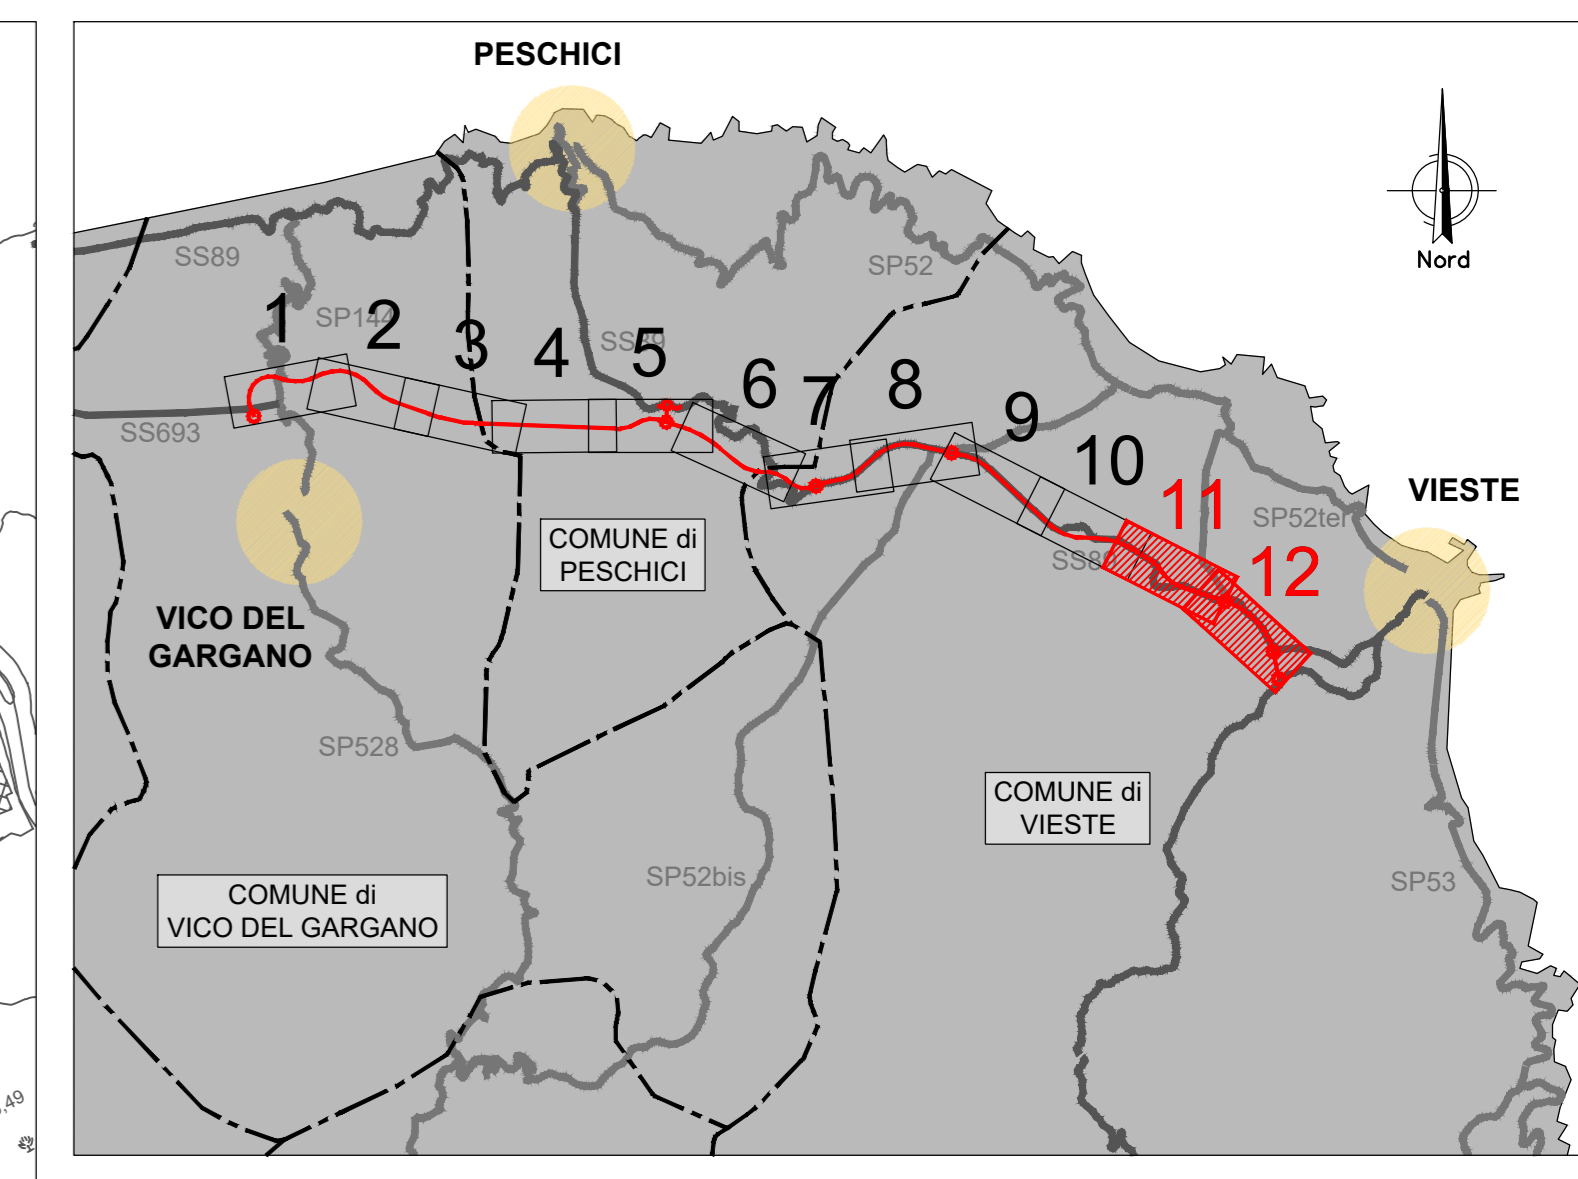 PESCHICI
Nord
SS89
SP52
1
SP144
2
3
4
SS89
5
6
7
8
9
10
11
12
SS693
SS89
SP52ter
VIESTE
COMUNE di
PESCHICI
VICO DEL
GARGANO
SP528
COMUNE di
VIESTE
SP52bis
SP53
COMUNE di
VICO DEL GARGANO
,49